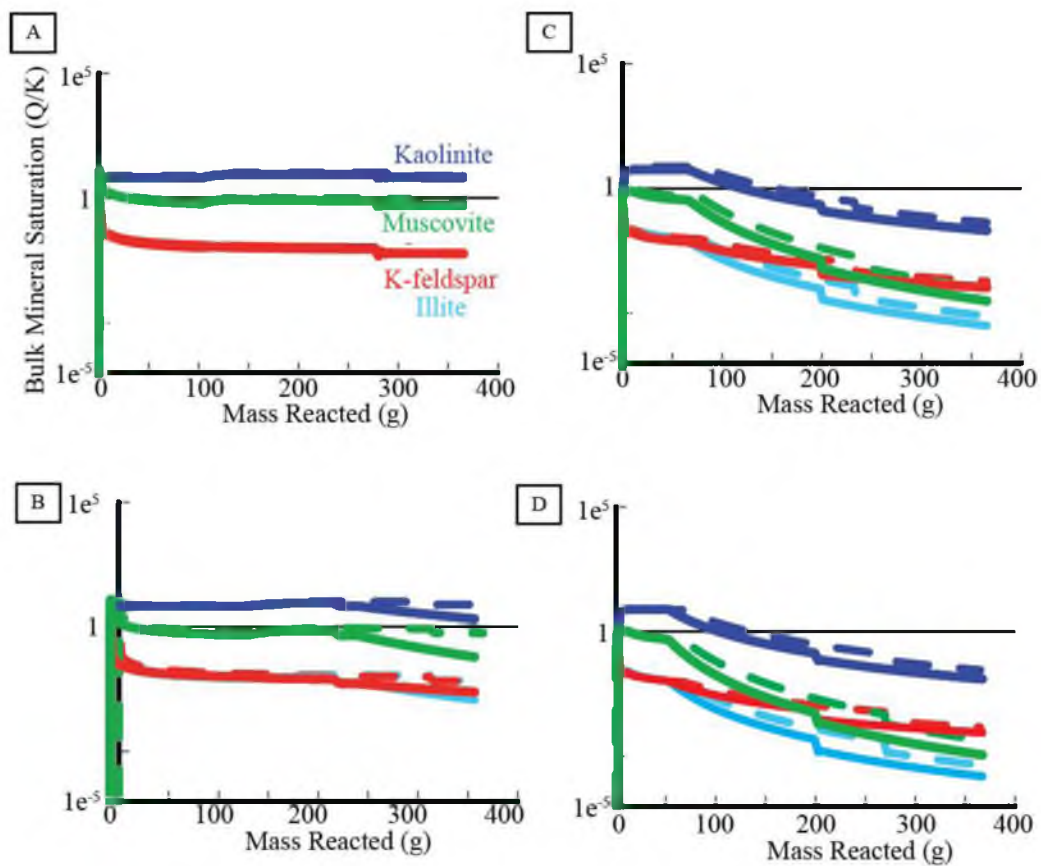 A
Bulk Mineral Saturation (Q/K)
1e5
1
1e-5
Kaolinite
Muscovite
K-feldspar
Illite
0 100 200 300 400
Mass Reacted (g)
C
1e5
1
1e-5
0 100 200 300 400
Mass Reacted (g)
B
1e5
1
1e-5
0 100 200 300 400
Mass Reacted (g)
D
1e5
1
1e-5
0 100 200 300 400
Mass Reacted (g)